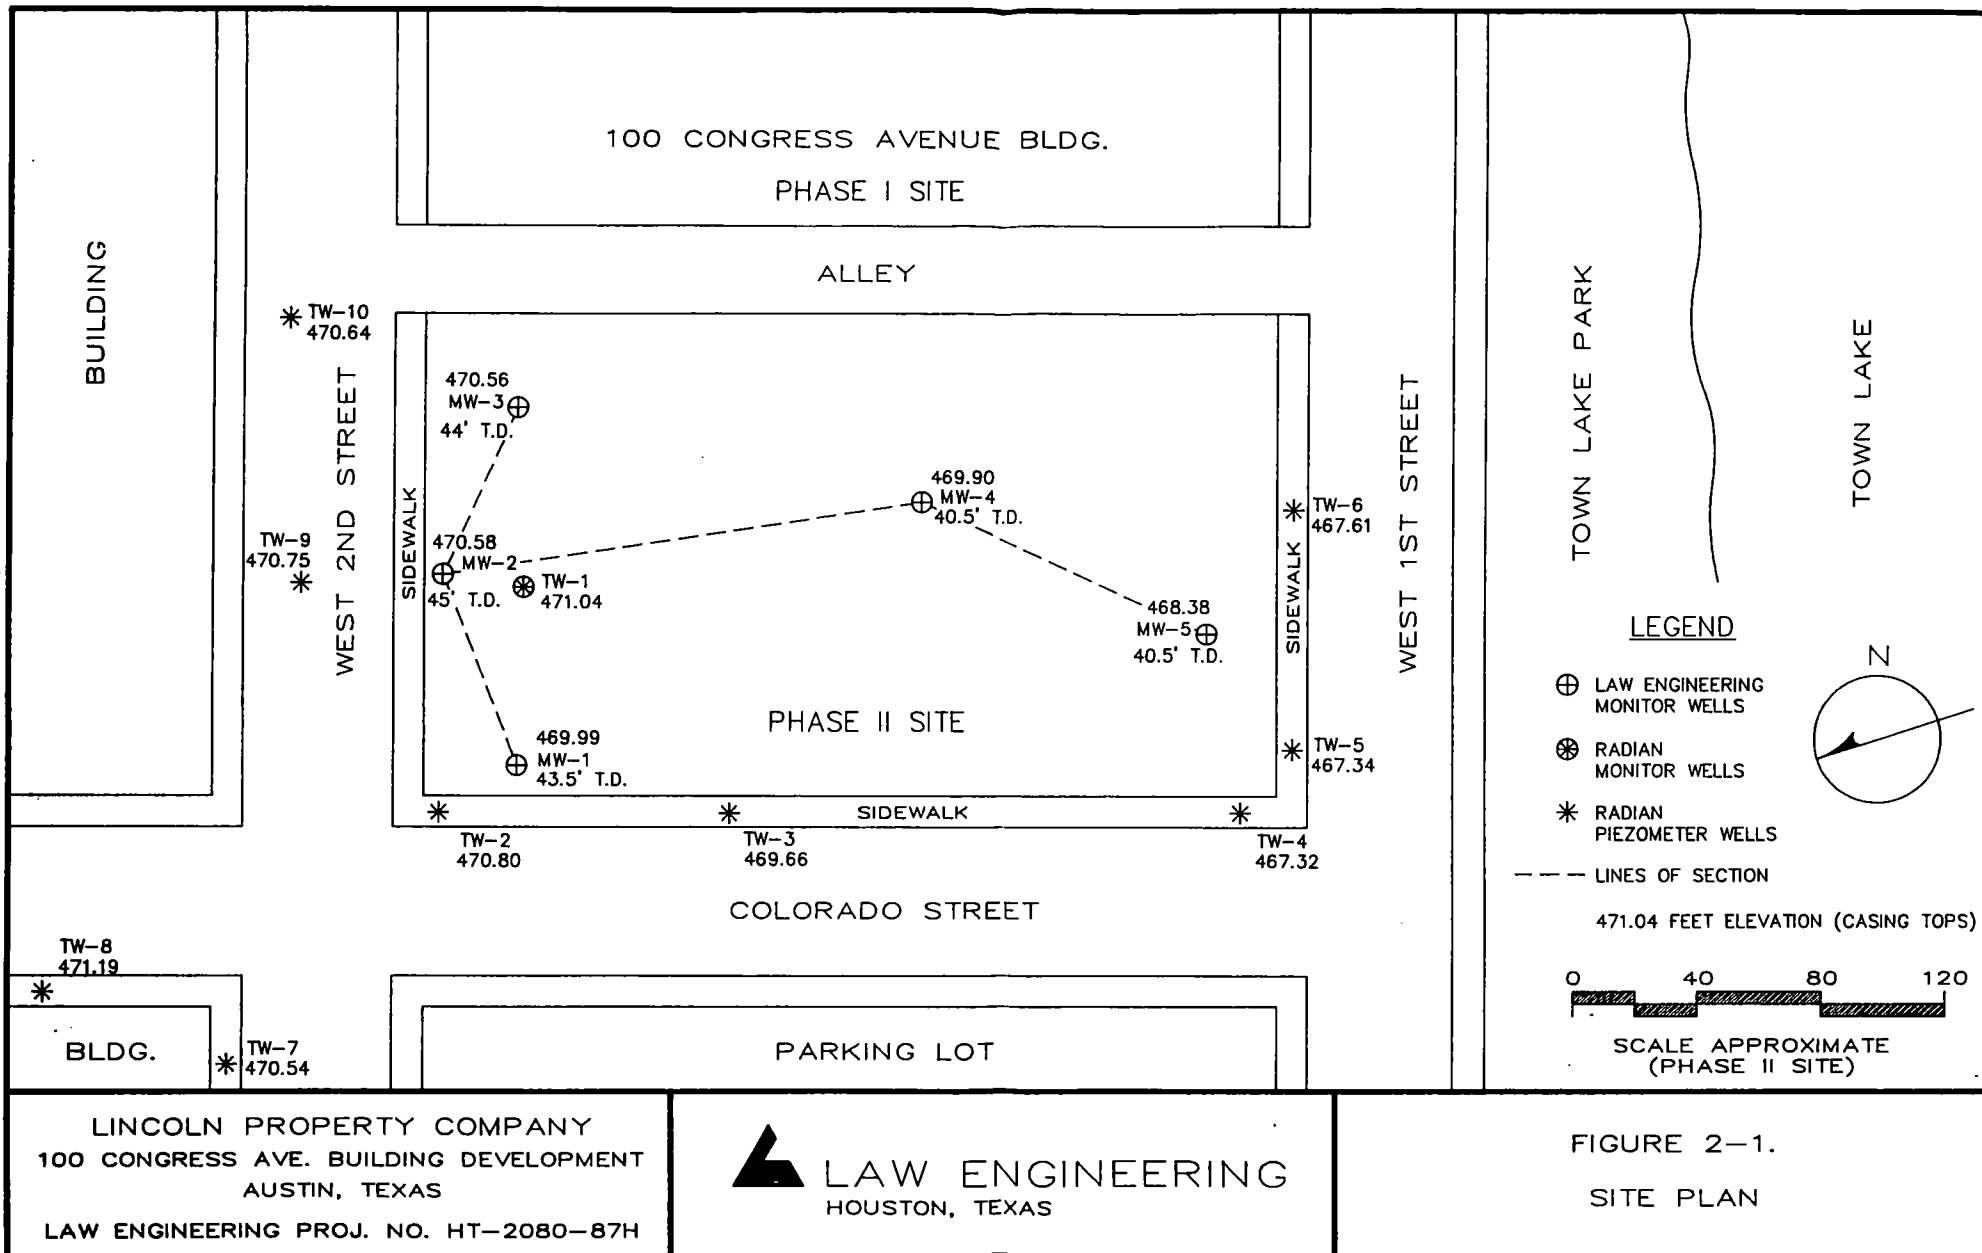 100 CONGRESS AVENUE BLDG.
PHASE I SITE
ALLEY
BUILDING
TW-10
470.64
WEST 2ND STREET
SIDEWALK
470.56
MW-3
44' T.D.
TW-9
470.75
470.58
MW-2
45' T.D.
TW-1
471.04
469.90
MW-4
40.5' T.D.
468.38
MW-5
40.5' T.D.
SIDEWALK
TW-6
467.61
WEST 1ST STREET
TOWN LAKE PARK
TOWN LAKE
PHASE II SITE
469.99
MW-1
43.5' T.D.
TW-5
467.34
SIDEWALK
TW-2
470.80
TW-3
469.66
TW-4
467.32
COLORADO STREET
TW-8
471.19
BLDG.
TW-7
470.54
PARKING LOT
LEGEND
N
LAW ENGINEERING
MONITOR WELLS
RADIAN
MONITOR WELLS
RADIAN
PIEZOMETER WELLS
LINES OF SECTION
471.04 FEET ELEVATION (CASING TOPS)
0 40 80 120
SCALE APPROXIMATE
(PHASE II SITE)
LINCOLN PROPERTY COMPANY
100 CONGRESS AVE. BUILDING DEVELOPMENT
AUSTIN, TEXAS
LAW ENGINEERING PROJ. NO. HT-2080-87H
LAW ENGINEERING
HOUSTON, TEXAS
FIGURE 2-1.
SITE PLAN